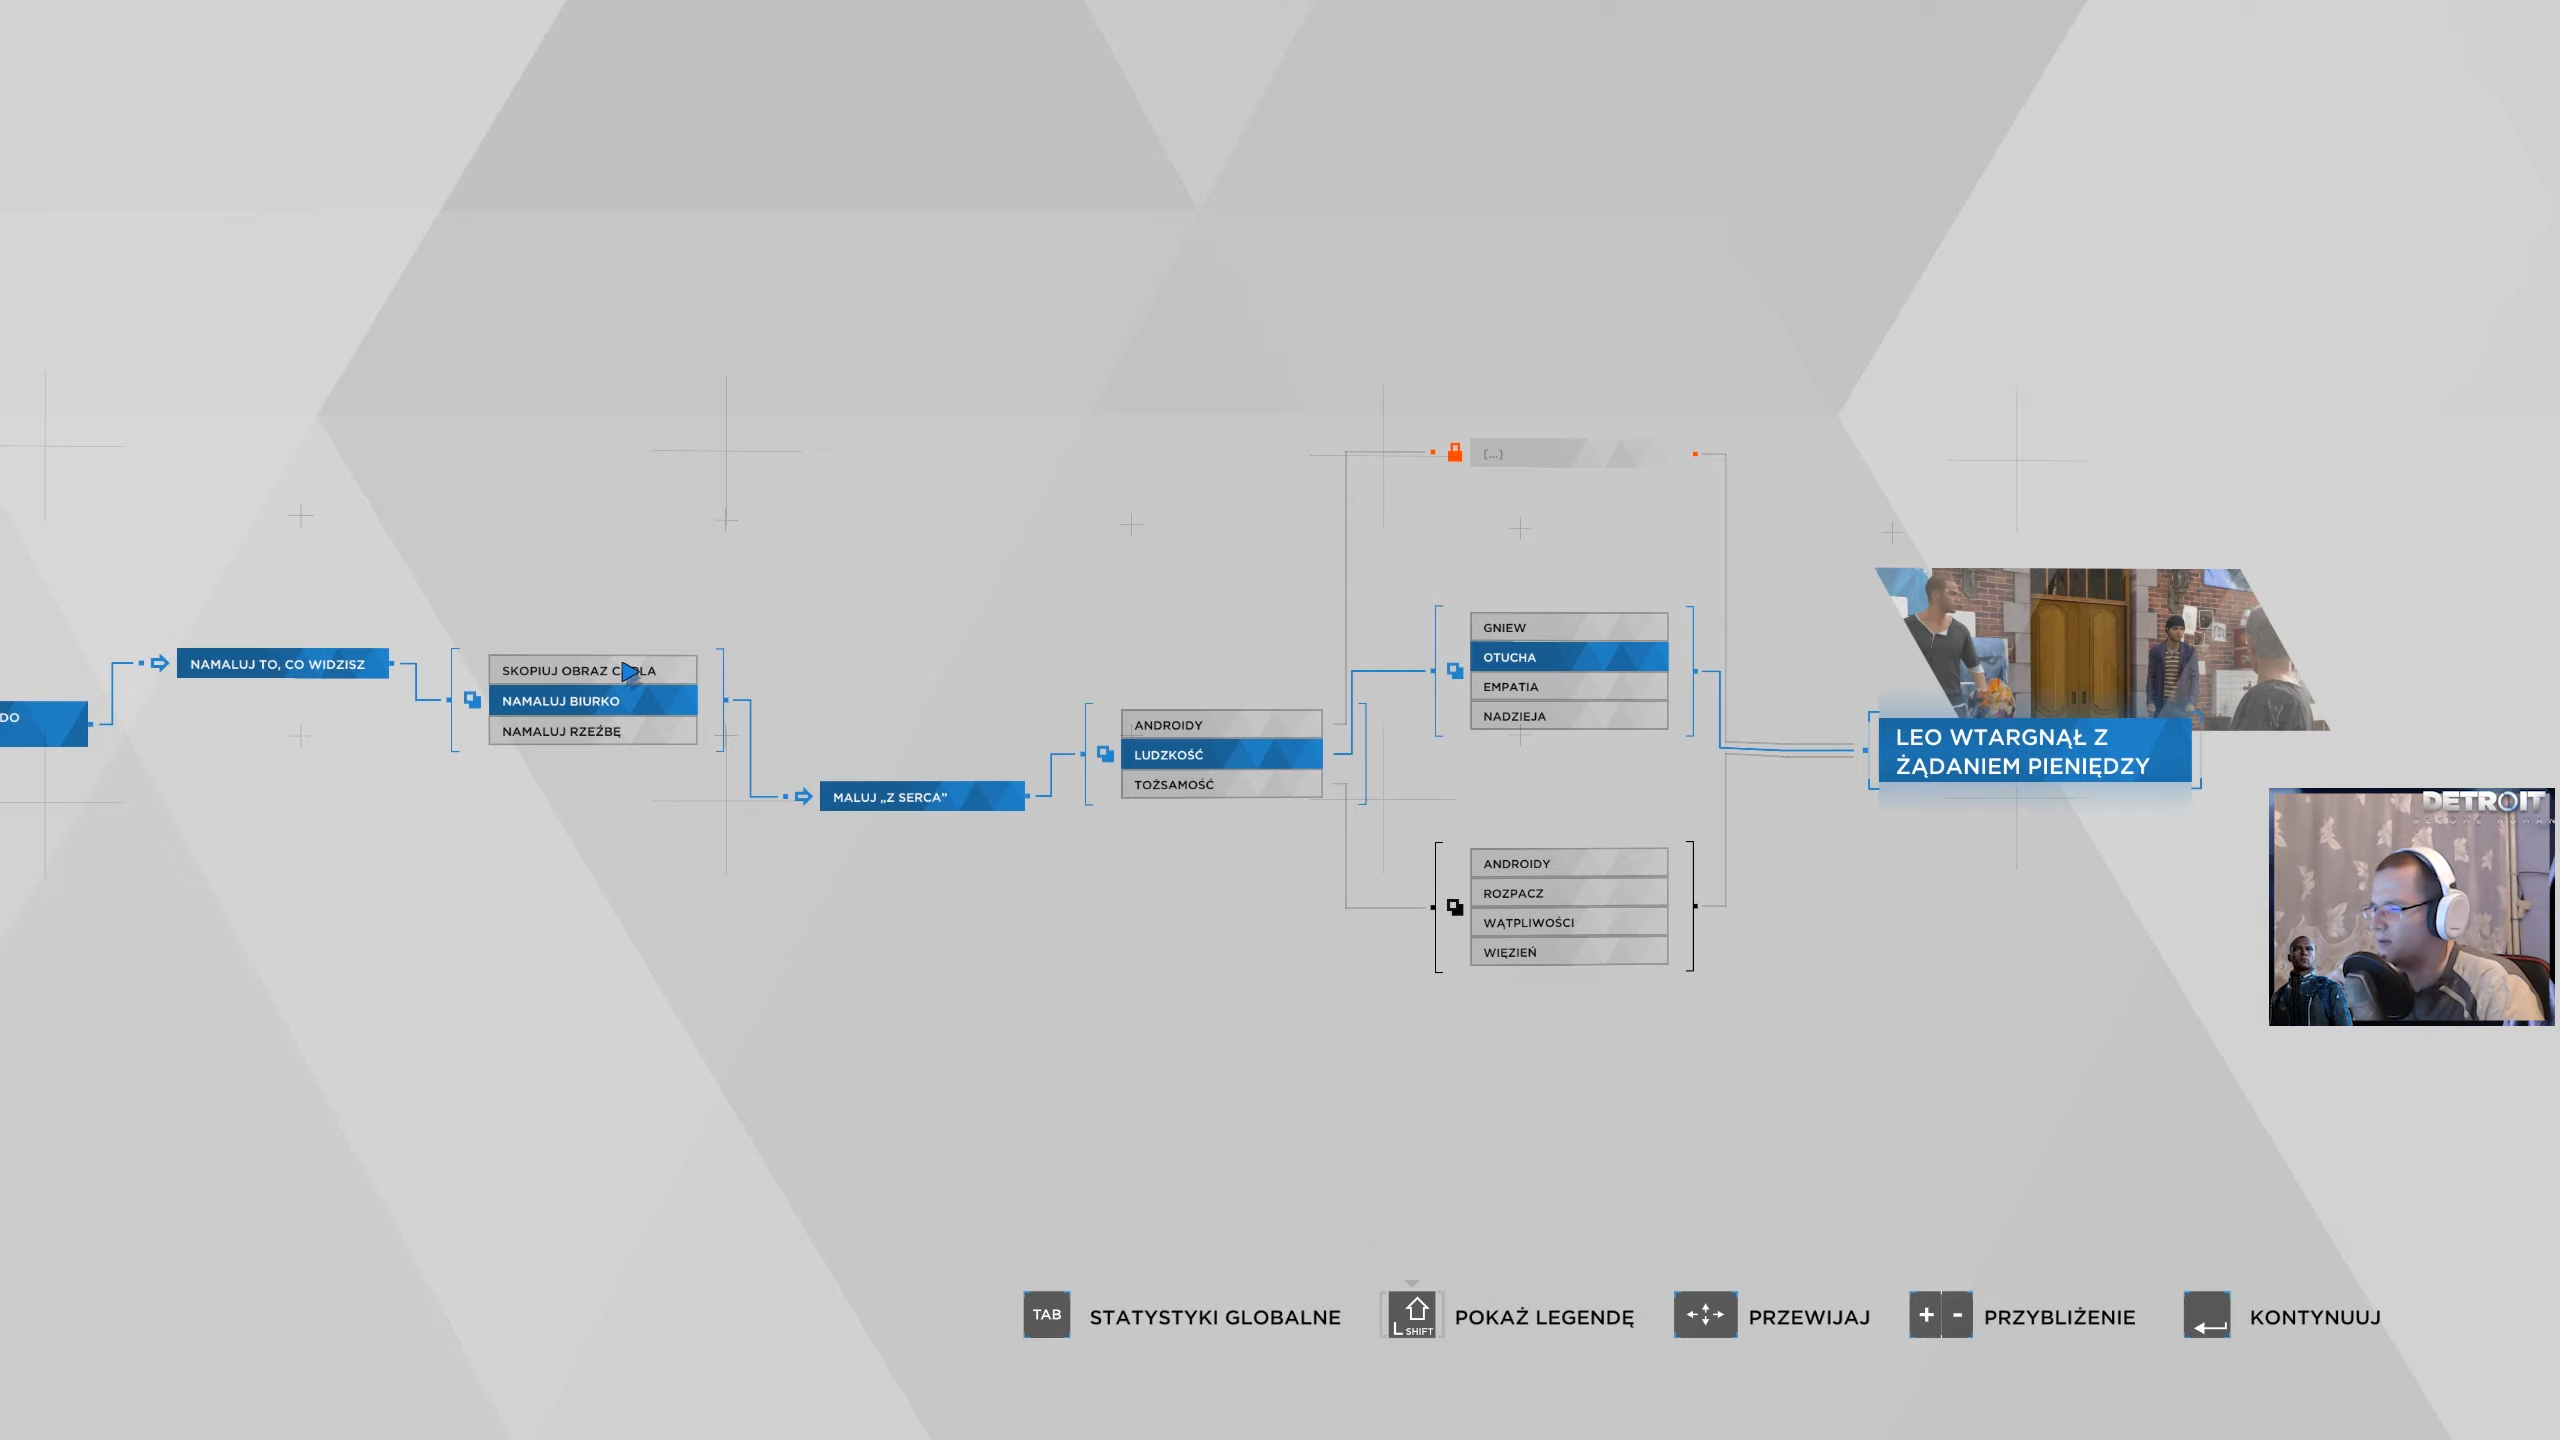 DO
NAMALUJ TO, CO WIDZISZ
NAMALUJ BIURKO
NAMALUJ RZEŹBĘ
SKOPIUJ OBRAZ
MALUJ „Z SERCA”
ANDROIDY
LUDZKOŚĆ
TOŻSAMOŚĆ
[...]
GNIEW
OTUCHA
EMPATIA
NADZIEJA
ANDROIDY
ROZPACZ
WĄTPLIWOŚCI
WIĘZIEŃ
LEO WTARGNĄŁ Z
ŻĄDANIEM PIENIĘDZY
DETROIT
BECOME HUMAN
TAB STATYSTYKI GLOBALNE
L SHIFT POKAŻ LEGENDĘ
PRZEWIJAJ
+ - PRZYBLIŻENIE
KONTYNUUJ